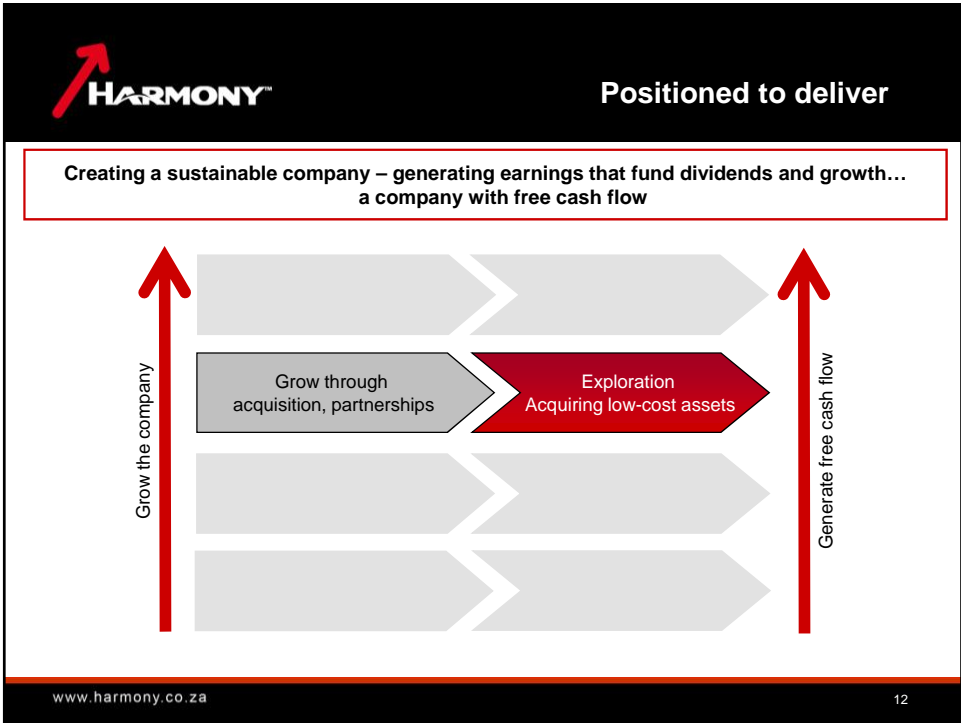 HARMONY™
Positioned to deliver
Creating a sustainable company – generating earnings that fund dividends and growth…
a company with free cash flow
Grow the company
Grow through
acquisition, partnerships
Exploration
Acquiring low-cost assets
Generate free cash flow
www.harmony.co.za
12